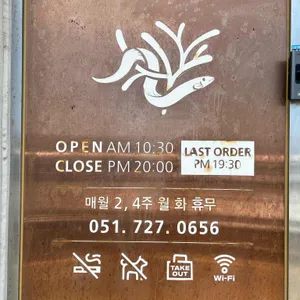 OPEN AM 10:30
CLOSE PM 20:00
LAST ORDER
PM 19:30
매월 2, 4주 월 화 휴무
051. 727. 0656
TAKE
OUT
Wi-Fi